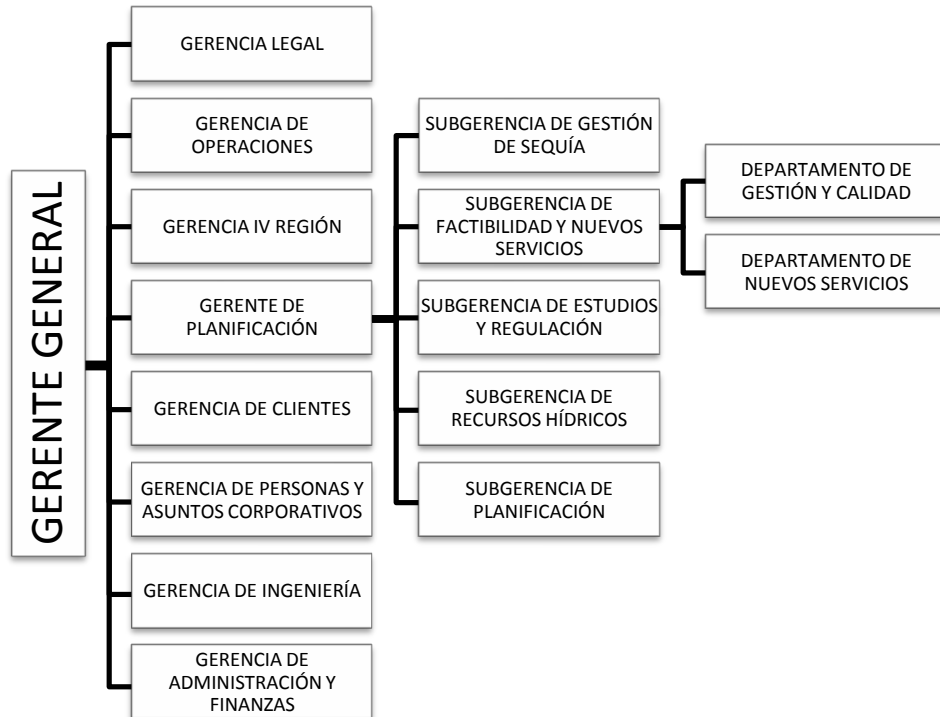 GERENTE GENERAL
GERENCIA LEGAL
GERENCIA DE
OPERACIONES
GERENCIA IV REGIÓN
GERENTE DE
PLANIFICACIÓN
GERENCIA DE CLIENTES
GERENCIA DE PERSONAS Y
ASUNTOS CORPORATIVOS
GERENCIA DE INGENIERÍA
GERENCIA DE
ADMINISTRACIÓN Y
FINANZAS
SUBGERENCIA DE GESTIÓN
DE SEQUÍA
SUBGERENCIA DE
FACTIBILIDAD Y NUEVOS
SERVICIOS
SUBGERENCIA DE ESTUDIOS
Y REGULACIÓN
SUBGERENCIA DE
RECURSOS HÍDRICOS
SUBGERENCIA DE
PLANIFICACIÓN
DEPARTAMENTO DE
GESTIÓN Y CALIDAD
DEPARTAMENTO DE
NUEVOS SERVICIOS